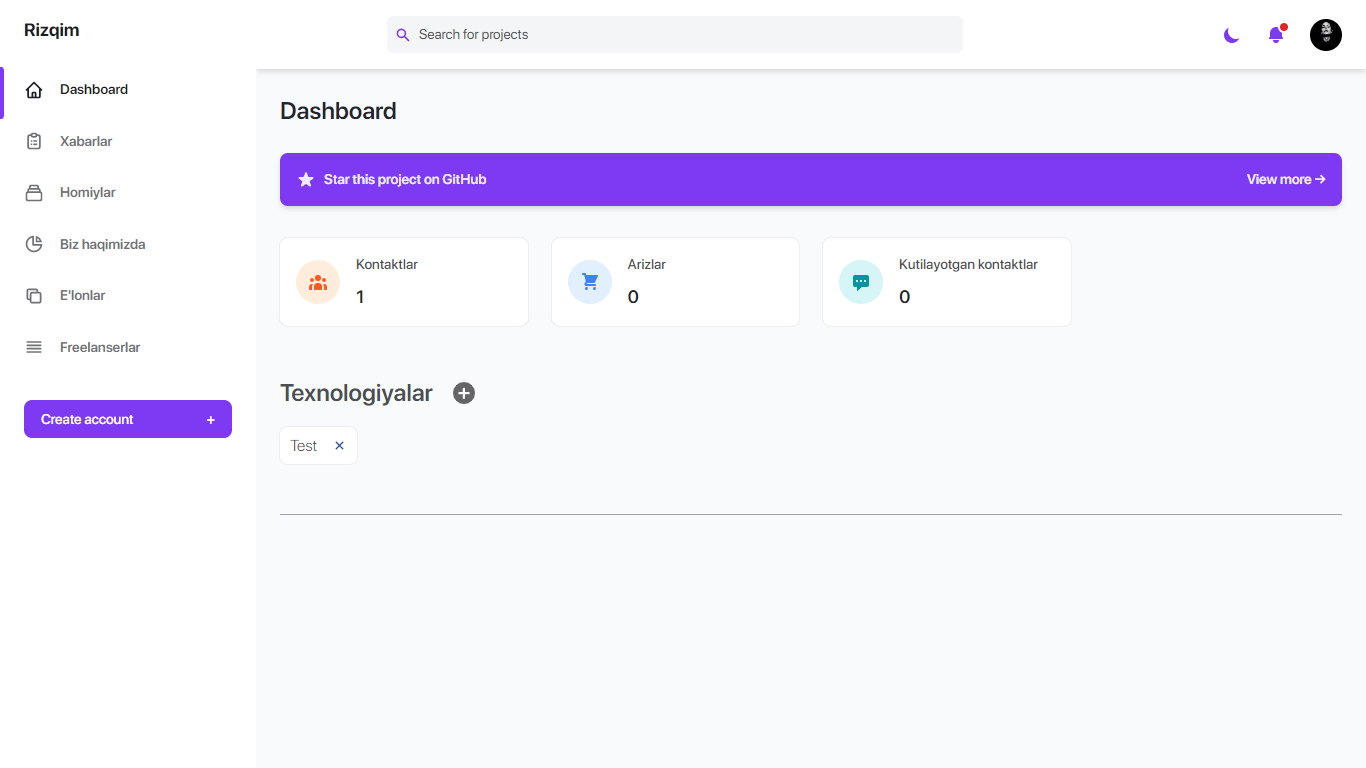 Rizqim
Search for projects
Dashboard
Xabarlar
Homiylar
Biz haqimizda
E'lonlar
Freelanserlar
Create account +
Dashboard
Star this project on GitHub
View more →
Kontaktlar
1
Arizlar
0
Kutilayotgan kontaktlar
0
Texnologiyalar
Test ×